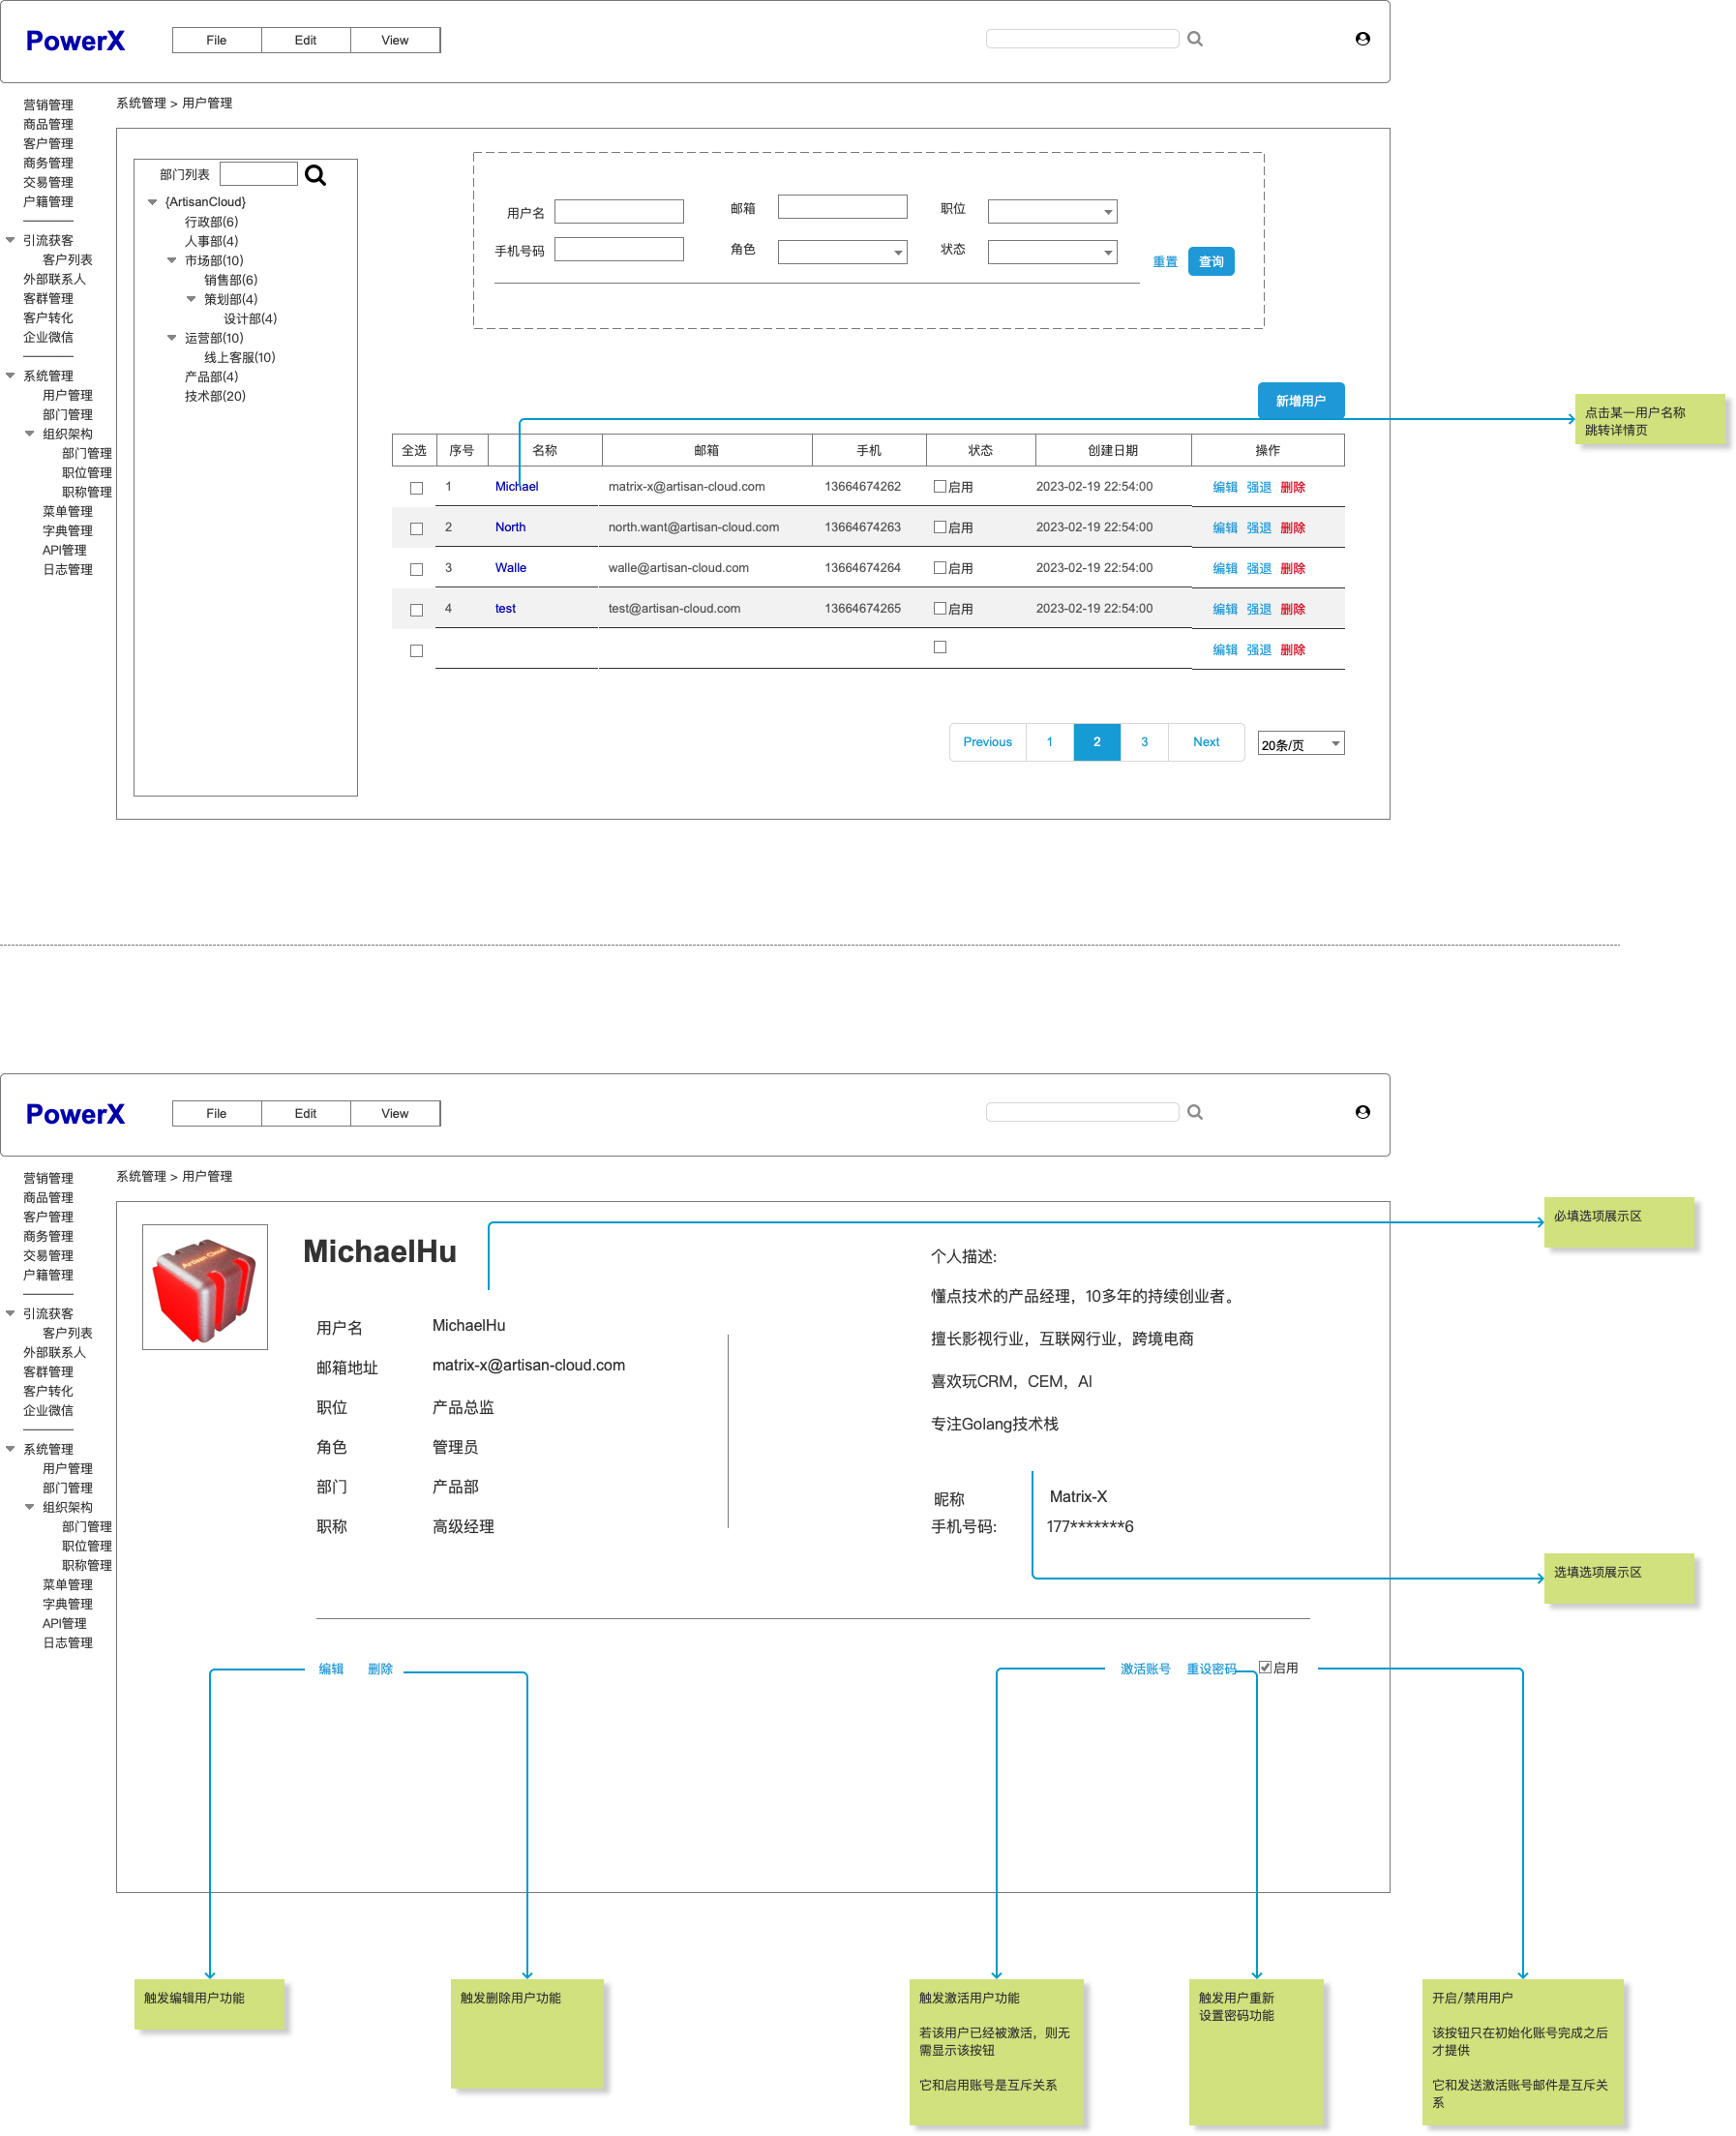 PowerX
File Edit View
营销管理
商品管理
客户管理
商务管理
交易管理
户籍管理
引流获客
客户列表
外部联系人
客群管理
客户转化
企业微信
系统管理
用户管理
部门管理
组织架构
部门管理
职位管理
职称管理
菜单管理
字典管理
API管理
日志管理
系统管理 > 用户管理
部门列表
{ArtisanCloud}
行政部(6)
人事部(4)
市场部(10)
销售部(6)
策划部(4)
设计部(4)
运营部(10)
线上客服(10)
产品部(4)
技术部(20)
用户名 邮箱 职位
手机号码 角色 状态
重置 查询
新增用户
点击某一用户名称
跳转详情页
全选 序号 名称 邮箱 手机 状态 创建日期 操作
1 Michael matrix-x@artisan-cloud.com 13664674262 启用 2023-02-19 22:54:00 编辑 强退 删除
2 North north.want@artisan-cloud.com 13664674263 启用 2023-02-19 22:54:00 编辑 强退 删除
3 Walle walle@artisan-cloud.com 13664674264 启用 2023-02-19 22:54:00 编辑 强退 删除
4 test test@artisan-cloud.com 13664674265 启用 2023-02-19 22:54:00 编辑 强退 删除
编辑 强退 删除
Previous 1 2 3 Next 20条/页
PowerX
File Edit View
营销管理
商品管理
客户管理
商务管理
交易管理
户籍管理
引流获客
客户列表
外部联系人
客群管理
客户转化
企业微信
系统管理
用户管理
部门管理
组织架构
部门管理
职位管理
职称管理
菜单管理
字典管理
API管理
日志管理
系统管理 > 用户管理
Artisan Cloud
MichaelHu
用户名 MichaelHu
邮箱地址 matrix-x@artisan-cloud.com
职位 产品总监
角色 管理员
部门 产品部
职称 高级经理
个人描述:
懂点技术的产品经理，10多年的持续创业者。
擅长影视行业，互联网行业，跨境电商
喜欢玩CRM，CEM，AI
专注Golang技术栈
昵称 Matrix-X
手机号码: 177*******6
必填选项展示区
选填选项展示区
编辑 删除 激活账号 重设密码 启用
触发编辑用户功能
触发删除用户功能
触发激活用户功能
若该用户已经被激活，则无
需显示该按钮
它和启用账号是互斥关系
触发用户重新
设置密码功能
开启/禁用用户
该按钮只在初始化账号完成之后
才提供
它和发送激活账号邮件是互斥关
系